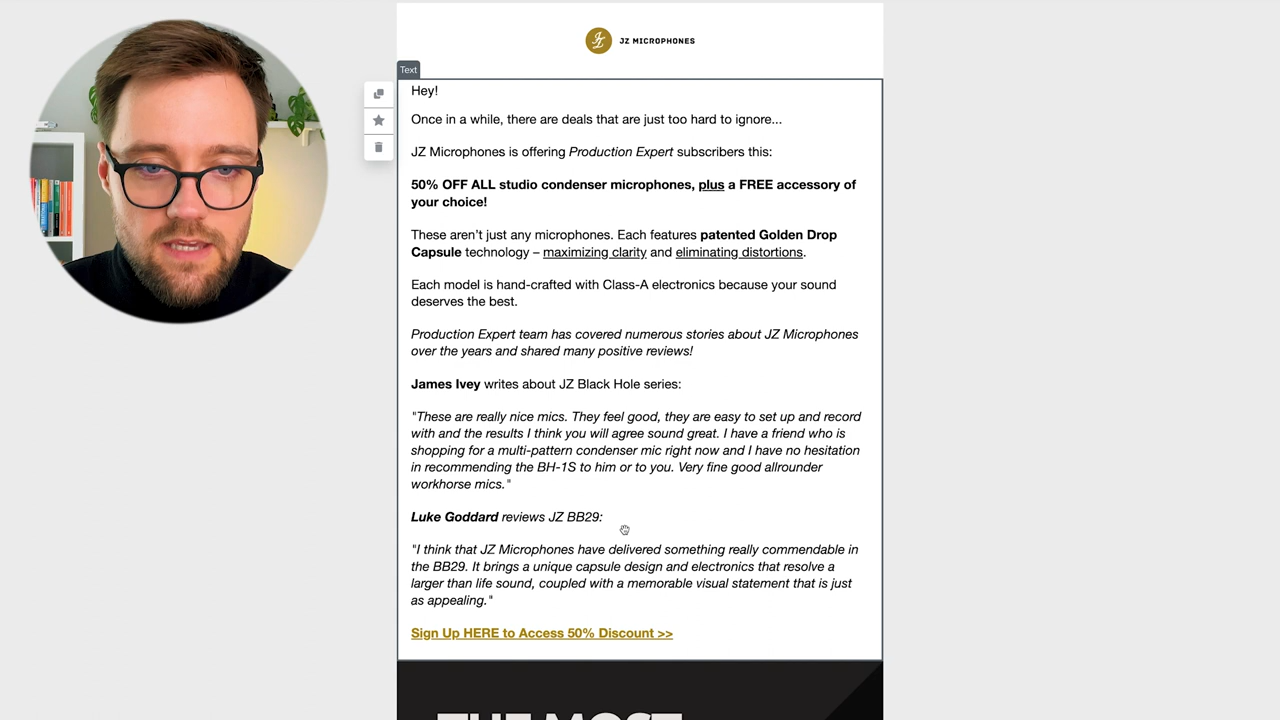 JZ MICROPHONES
Text
Hey!
Once in a while, there are deals that are just too hard to ignore...
JZ Microphones is offering Production Expert subscribers this:
50% OFF ALL studio condenser microphones, plus a FREE accessory of
your choice!
These aren’t just any microphones. Each features patented Golden Drop
Capsule technology – maximizing clarity and eliminating distortions.
Each model is hand-crafted with Class-A electronics because your sound
deserves the best.
Production Expert team has covered numerous stories about JZ Microphones
over the years and shared many positive reviews!
James Ivey writes about JZ Black Hole series:
"These are really nice mics. They feel good, they are easy to set up and record
with and the results I think you will agree sound great. I have a friend who is
shopping for a multi-pattern condenser mic right now and I have no hesitation
in recommending the BH-1S to him or to you. Very fine good allrounder
workhorse mics."
Luke Goddard reviews JZ BB29:
"I think that JZ Microphones have delivered something really commendable in
the BB29. It brings a unique capsule design and electronics that resolve a
larger than life sound, coupled with a memorable visual statement that is just
as appealing."
Sign Up HERE to Access 50% Discount >>
THE MOST